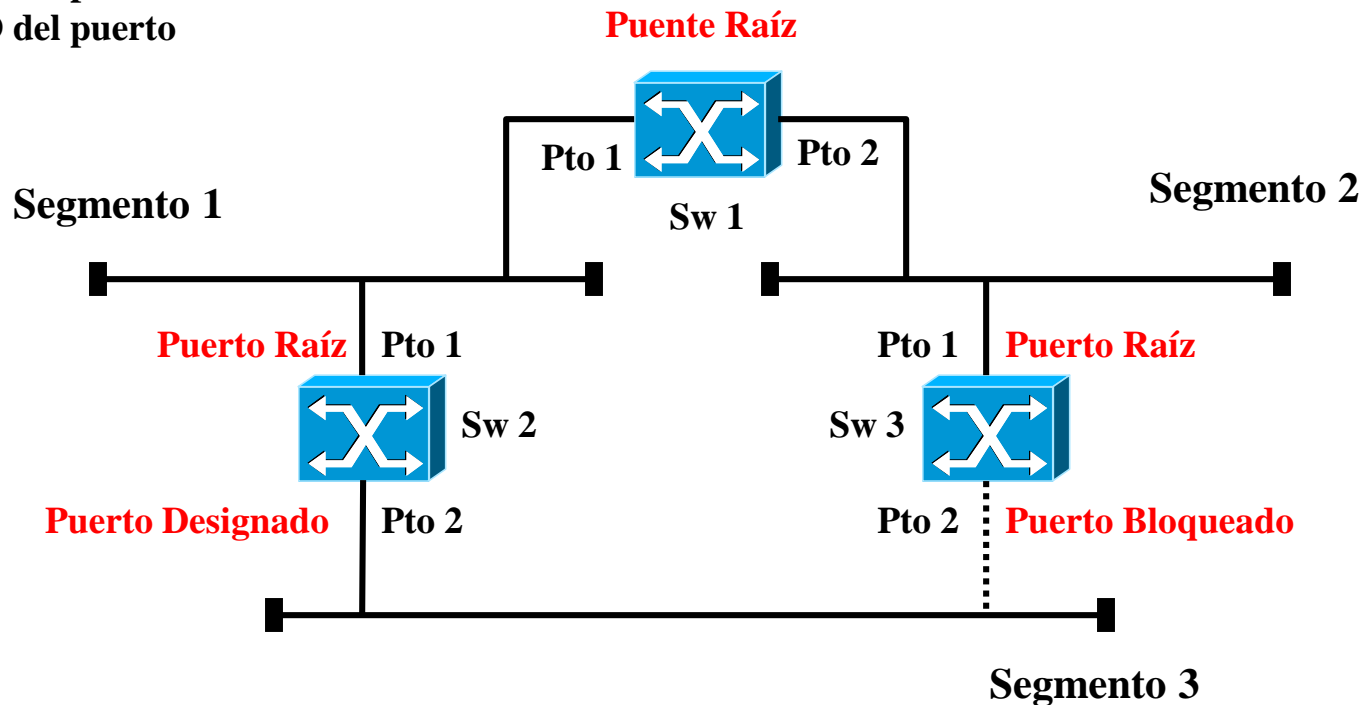 del puerto
Puente Raíz
Pto 1
Pto 2
Sw 1
Segmento 1
Segmento 2
Puerto Raíz
Pto 1
Pto 1
Puerto Raíz
Sw 2
Sw 3
Puerto Designado
Pto 2
Pto 2
Puerto Bloqueado
Segmento 3